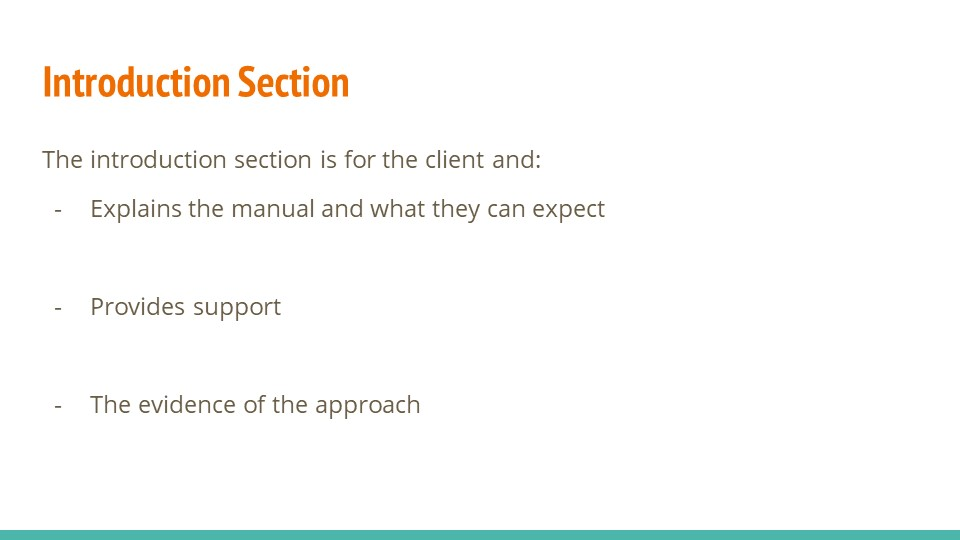 Introduction Section
The introduction section is for the client and:
- Explains the manual and what they can expect
- Provides support
- The evidence of the approach